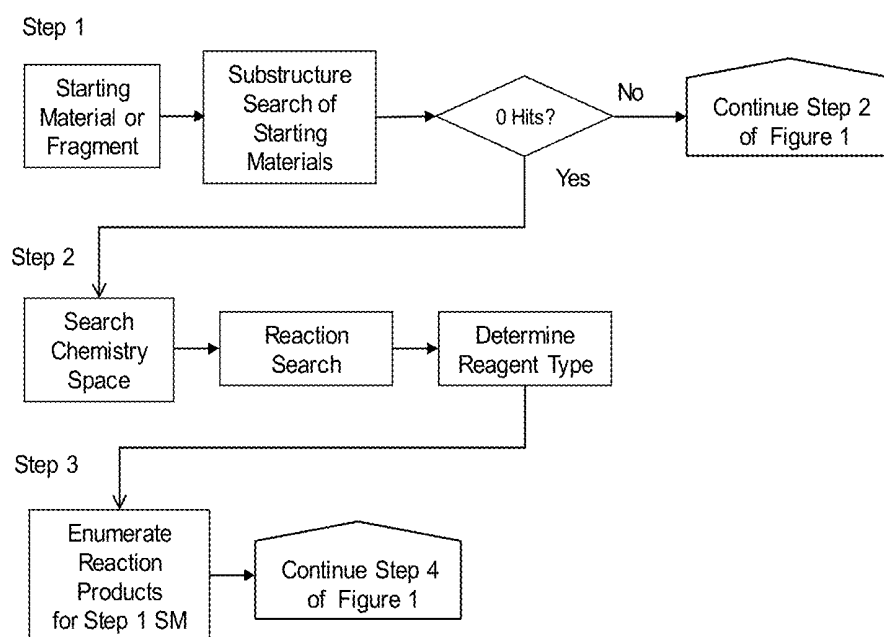 Step 1
Starting
Material or
Fragment
Substructure
Search of
Starting
Materials
0 Hits?
No
Continue Step 2
of Figure 1
Yes
Step 2
Search
Chemistry
Space
Reaction
Search
Determine
Reagent Type
Step 3
Enumerate
Reaction
Products
for Step 1 SM
Continue Step 4
of Figure 1